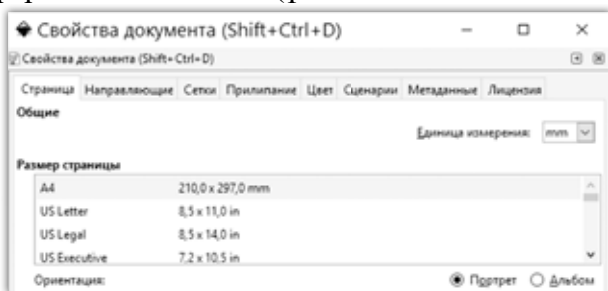 Свойства документа (Shift+Ctrl+D)
Свойства документа (Shift+Ctrl+D)
Страница Направляющие Сетки Прилипание Цвет Сценарии Метаданные Лицензия
Общие
Единица измерения: mm
Размер страницы
A4 210,0 x 297,0 mm
US Letter 8,5 x 11,0 in
US Legal 8,5 x 14,0 in
US Executive 7,2 x 10,5 in
Ориентация: Портрет Альбом